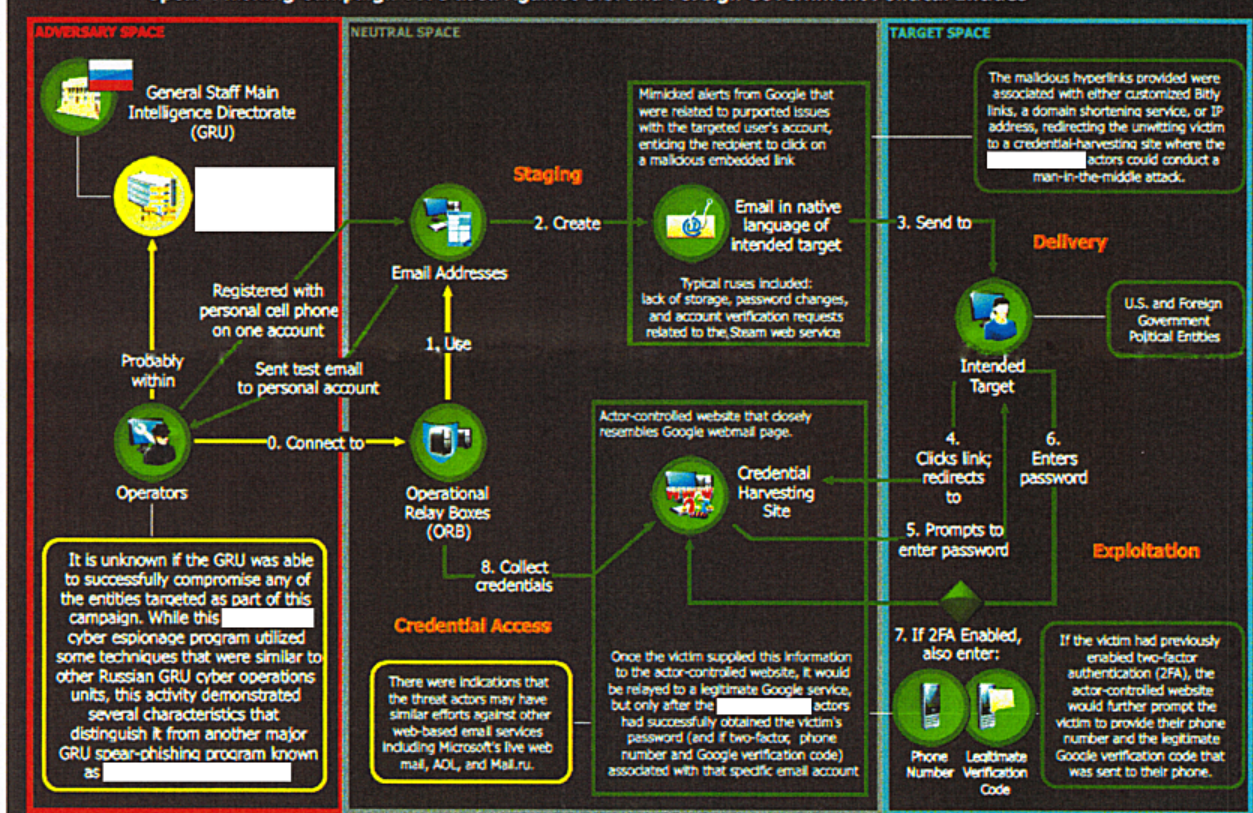 Spear-Phishing Campaign TTPs Used Against U.S. and Foreign Government Political Entities
ADVERSARY SPACE
General Staff Main
Intelligence Directorate
(GRU)
Probably
within
Operators
It is unknown if the GRU was able
to successfully compromise any of
the entities targeted as part of this
campaign. While this
cyber espionage program utilized
some techniques that were similar to
other Russian GRU cyber operations
units, this activity demonstrated
several characteristics that
distinguish it from another major
GRU spear-phishing program known
as
NEUTRAL SPACE
Registered with
personal cell phone
on one account
Sent test email
to personal account
0. Connect to
Email Addresses
1, Use
Operational
Relay Boxes
(ORB)
Staging
2. Create
Mimicked alerts from Google that
were related to purported issues
with the targeted user's account,
enticing the recipient to click on
a malicious embedded link
Email in native
language of
intended target
Typical ruses included:
lack of storage, password changes,
and account verification requests
related to the Steam web service
Actor-controlled website that closely
resembles Google webmail page.
Credential
Harvesting
Site
8. Collect
credentials
Credential Access
There were indications that
the threat actors may have
similar efforts against other
web-based email services
including Microsoft's live web
mail, AOL, and Mail.ru.
Once the victim supplied this information
to the actor-controlled website, it would
be relayed to a legitimate Google service,
but only after the actors
had successfully obtained the victim's
password (and if two-factor, phone
number and Google verification code)
associated with that specific email account
TARGET SPACE
The malicious hyperlinks provided were
associated with either customized Bitly
links, a domain shortening service, or IP
address, redirecting the unwitting victim
to a credential-harvesting site where the
actors could conduct a
man-in-the-middle attack.
3. Send to
Delivery
Intended
Target
U.S. and Foreign
Government
Political Entities
4.
Clicks link;
redirects
to
6.
Enters
password
5. Prompts to
enter password
Exploitation
7. If 2FA Enabled,
also enter:
Phone
Number
Legitimate
Verification
Code
If the victim had previously
enabled two-factor
authentication (2FA), the
actor-controlled website
would further prompt the
victim to provide their phone
number and the legitimate
Google verification code that
was sent to their phone.